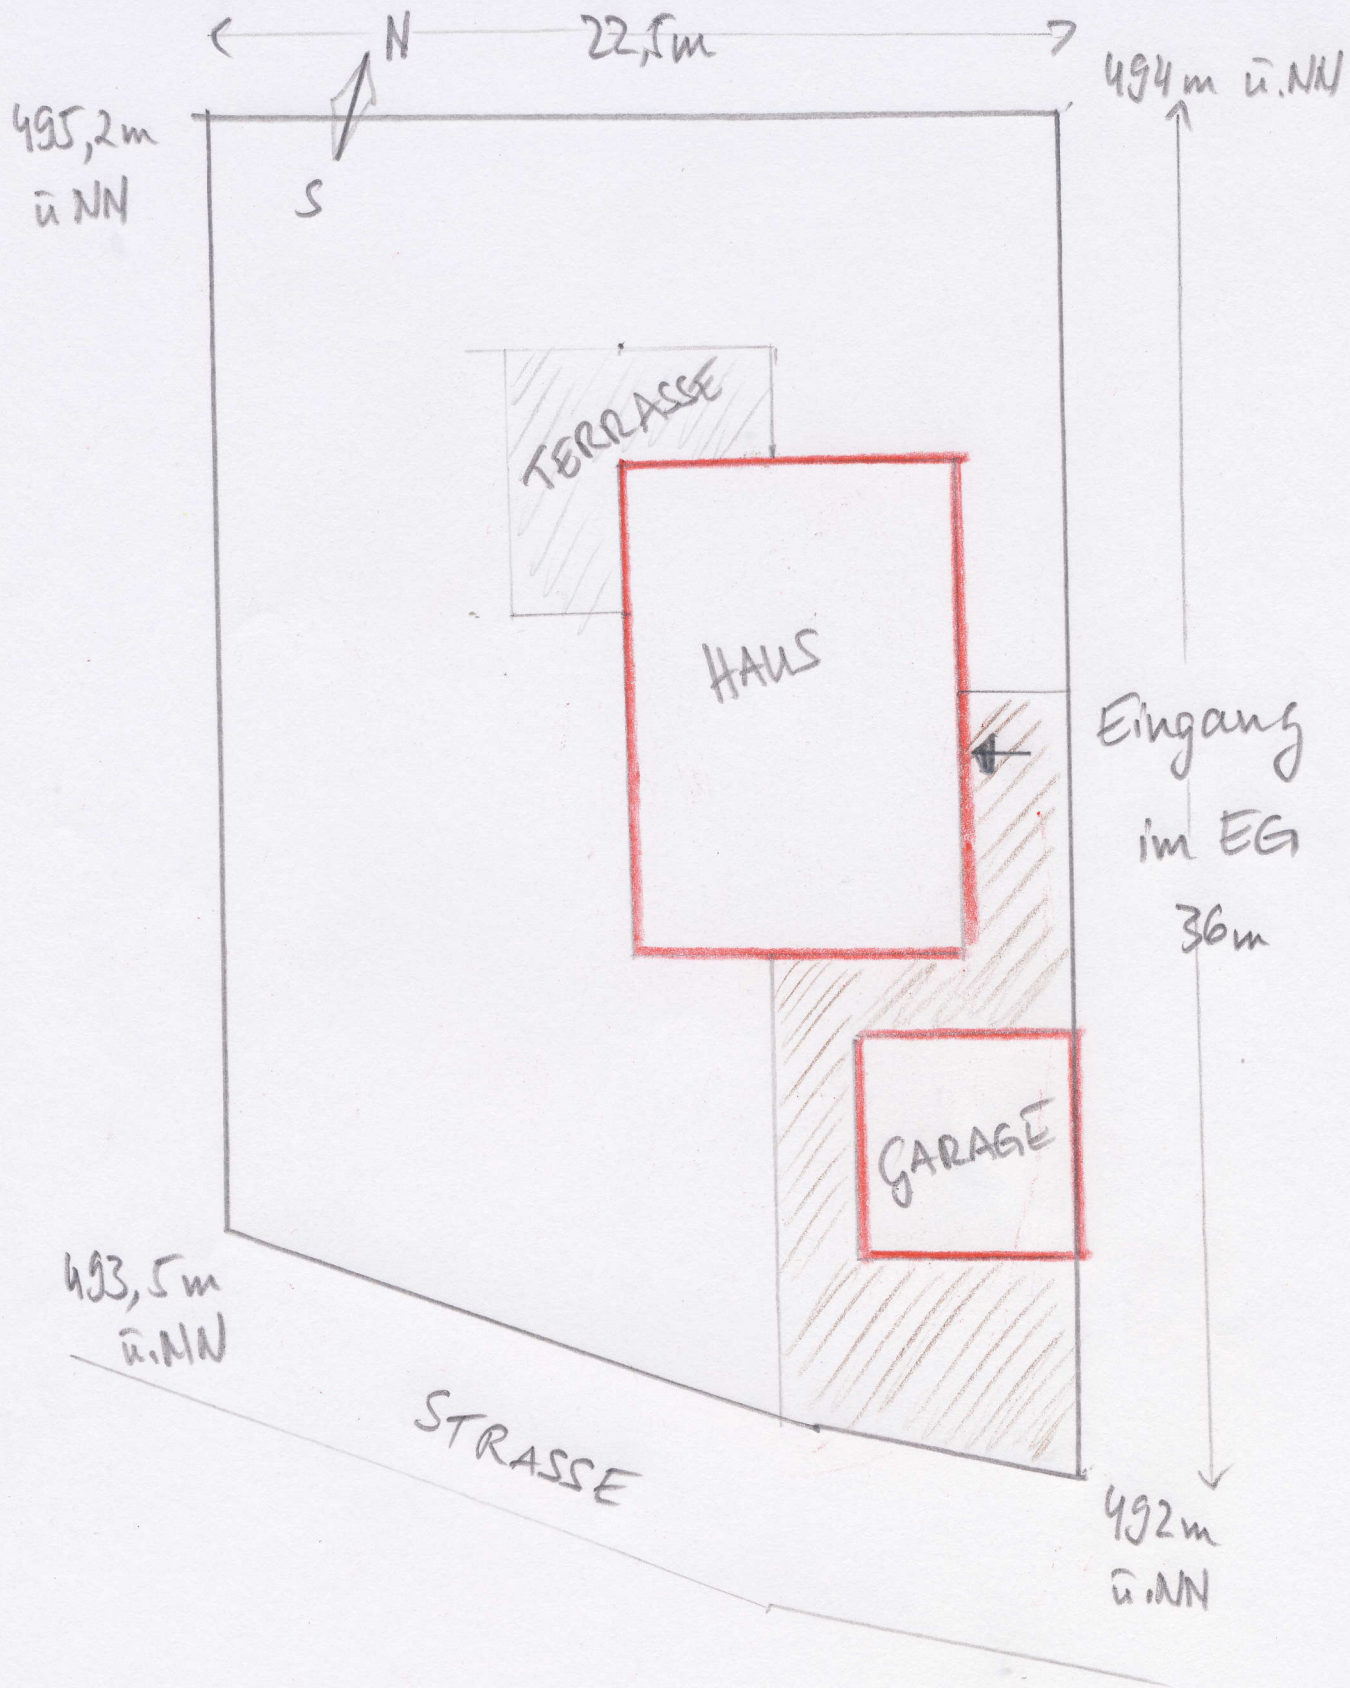 N
22,5m
494m ü.NN
495,2m
ü NN
S
TERRASSE
HAUS
Eingang
im EG
36m
GARAGE
493,5m
ü.NN
STRASSE
492m
ü.NN